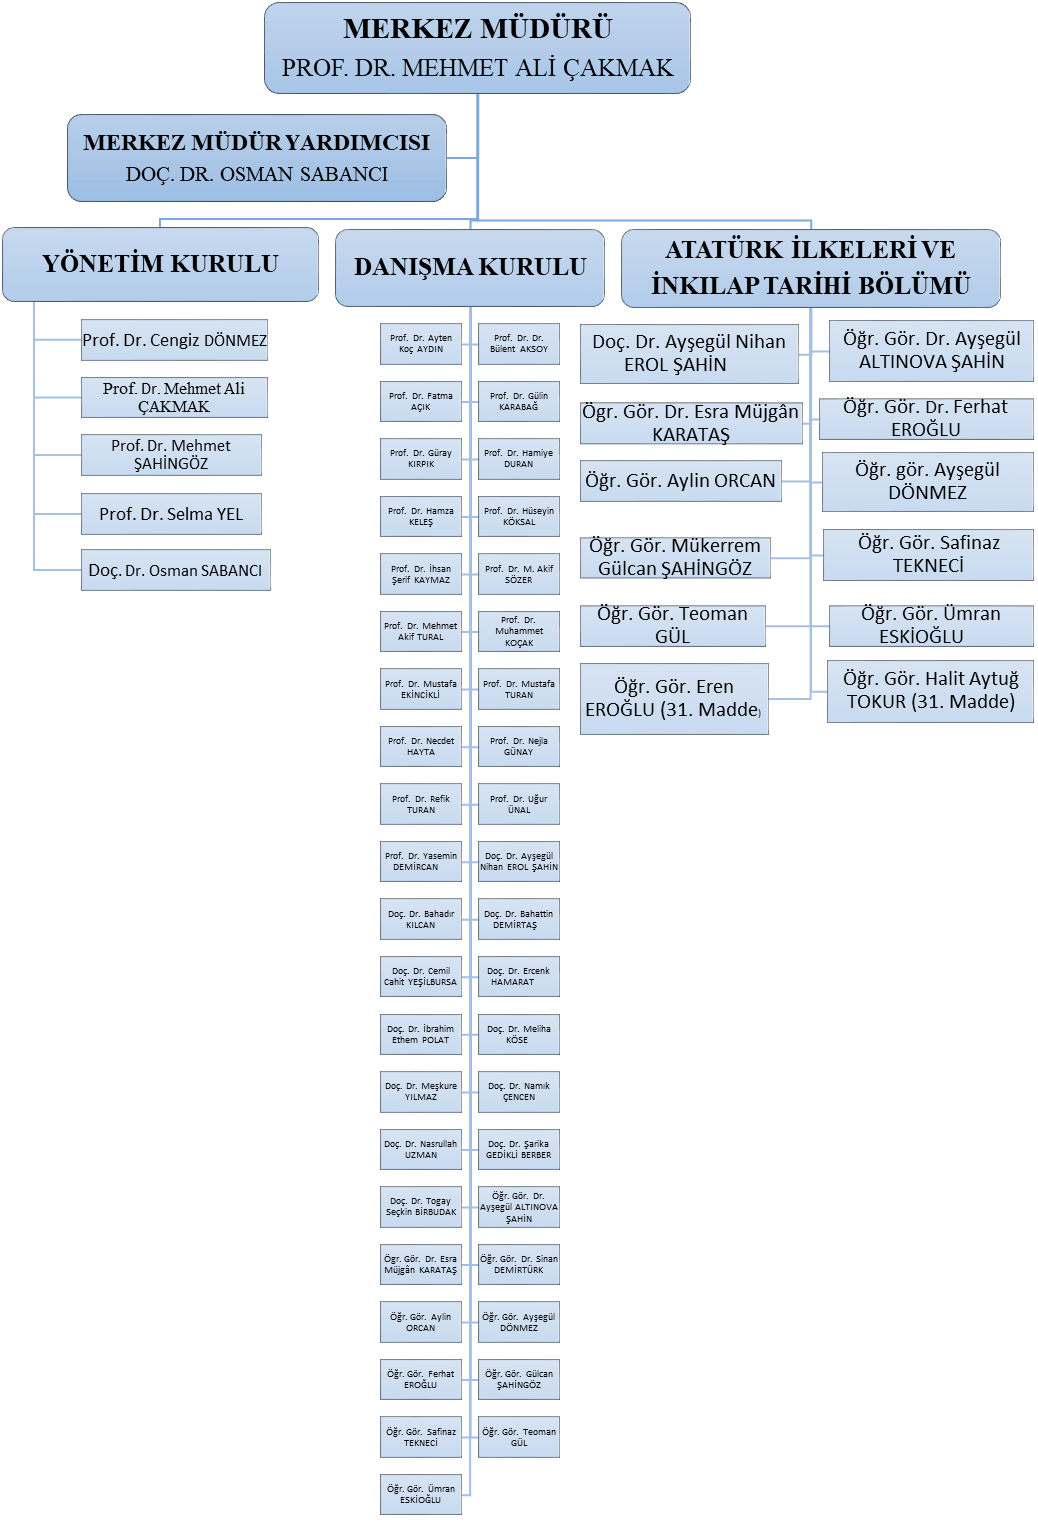 MERKEZ MÜDÜRÜ
PROF. DR. MEHMET ALİ ÇAKMAK
MERKEZ MÜDÜR YARDIMCISI
DOÇ. DR. OSMAN SABANCI
YÖNETİM KURULU
Prof. Dr. Cengiz DÖNMEZ
Prof. Dr. Mehmet Ali
ÇAKMAK
Prof. Dr. Mehmet
ŞAHİNGÖZ
Prof. Dr. Selma YEL
Doç. Dr. Osman SABANCI
DANIŞMA KURULU
Prof. Dr. Ayten
Koç AYDIN
Prof. Dr. Dr.
Bülent AKSOY
Prof. Dr. Fatma
AÇIK
Prof. Dr. Gülin
KARABAĞ
Prof. Dr. Güray
KIRPIK
Prof. Dr. Hamiye
DURAN
Prof. Dr. Hamza
KELEŞ
Prof. Dr. Hüseyin
KÖKSAL
Prof. Dr. İhsan
Şerif KAYMAZ
Prof. Dr. M. Akif
SÖZER
Prof. Dr. Mehmet
Akif TURAL
Prof. Dr.
Muhammet
KOÇAK
Prof. Dr. Mustafa
EKİNCİKLİ
Prof. Dr. Mustafa
TURAN
Prof. Dr. Necdet
HAYTA
Prof. Dr. Nejla
GÜNAY
Prof. Dr. Refik
TURAN
Prof. Dr. Uğur
ÜNAL
Prof. Dr. Yasemin
DEMİRCAN
Doç. Dr. Ayşegül
Nihan EROL ŞAHİN
Doç. Dr. Bahadır
KILCAN
Doç. Dr. Bahattin
DEMİRTAŞ
Doç. Dr. Cemil
Cahit YEŞİLBURSA
Doç. Dr. Ercenk
HAMARAT
Doç. Dr. İbrahim
Ethem POLAT
Doç. Dr. Meliha
KÖSE
Doç. Dr. Meşkure
YILMAZ
Doç. Dr. Namık
ÇENCEN
Doç. Dr. Nasrullah
UZMAN
Doç. Dr. Şarika
GEDİKLİ BERBER
Doç. Dr. Togay
Seçkin BİRBUDAK
Öğr. Gör. Dr.
Ayşegül ALTINOVA
ŞAHİN
Ögr. Gör. Dr. Esra
Müjgân KARATAŞ
Öğr. Gör. Dr. Sinan
DEMİRTÜRK
Öğr. Gör. Aylin
ORCAN
Öğr. Gör. Ayşegül
DÖNMEZ
Öğr. Gör. Ferhat
EROĞLU
Öğr. Gör. Gülcan
ŞAHİNGÖZ
Öğr. Gör. Safinaz
TEKNECİ
Öğr. Gör. Teoman
GÜL
Öğr. Gör. Ümran
ESKİOĞLU
ATATÜRK İLKELERİ VE
İNKILAP TARİHİ BÖLÜMÜ
Doç. Dr. Ayşegül Nihan
EROL ŞAHİN
Öğr. Gör. Dr. Ayşegül
ALTINOVA ŞAHİN
Ögr. Gör. Dr. Esra Müjgân
KARATAŞ
Öğr. Gör. Dr. Ferhat
EROĞLU
Öğr. Gör. Aylin ORCAN
Öğr. gör. Ayşegül
DÖNMEZ
Öğr. Gör. Mükerrem
Gülcan ŞAHİNGÖZ
Öğr. Gör. Safinaz
TEKNECİ
Öğr. Gör. Teoman
GÜL
Öğr. Gör. Ümran
ESKİOĞLU
Öğr. Gör. Eren
EROĞLU (31. Madde)
Öğr. Gör. Halit Aytuğ
TOKUR (31. Madde)